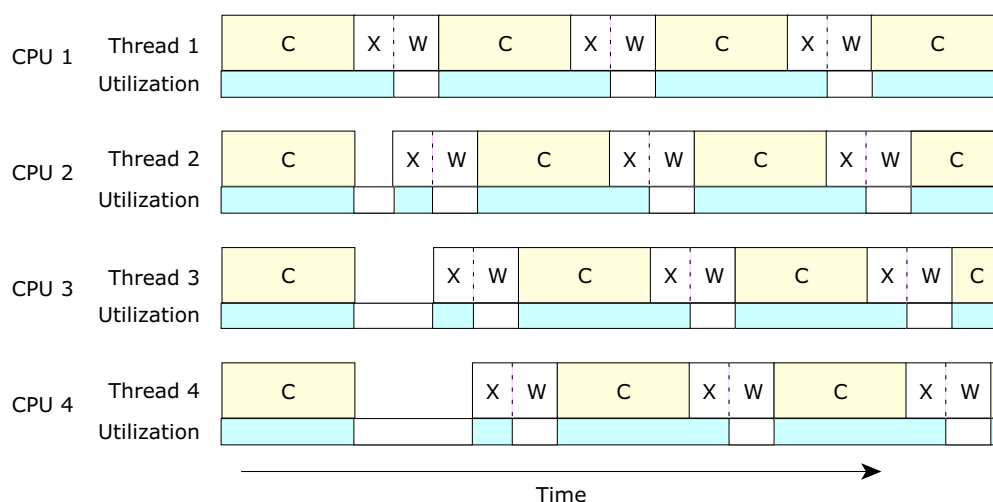 CPU 1 Thread 1 C X W C X W C X W C
Utilization
CPU 2 Thread 2 C X W C X W C X W C
Utilization
CPU 3 Thread 3 C X W C X W C X W C
Utilization
CPU 4 Thread 4 C X W C X W C X W
Utilization
Time